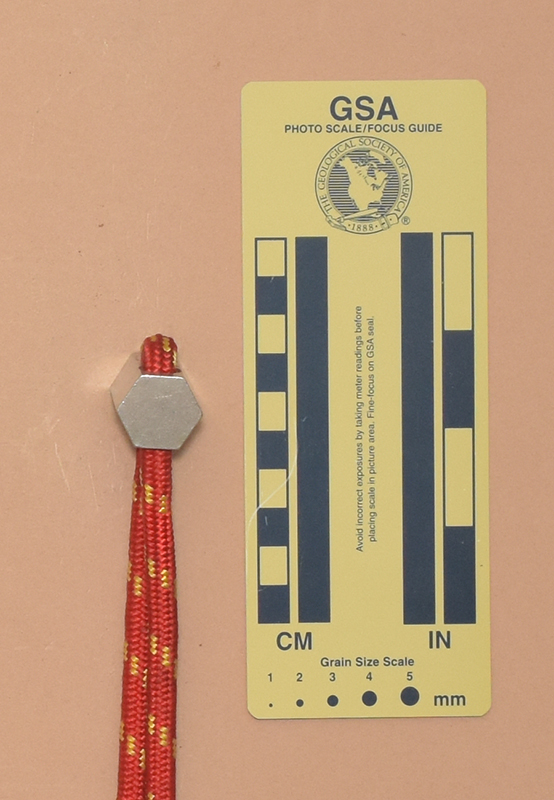 GSA
PHOTO SCALE/FOCUS GUIDE
THE GEOLOGICAL SOCIETY OF AMERICA
·1888·
®
Avoid incorrect exposures by taking meter readings before
placing scale in picture area. Fine-focus on GSA seal.
CM IN
Grain Size Scale
1 2 3 4 5
mm